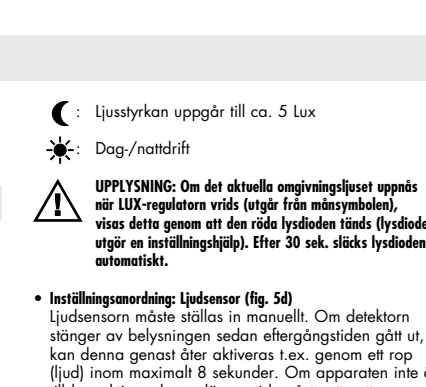 : Ljusstyrkan uppgår till ca. 5 Lux
: Dag-/nattdrift
UPPLYSNING: Om det aktuella omgivningsljuset uppnås
när LUX-regulatorn vrids (utgår från månsymbolen),
visas detta genom att den röda lysdioden tänds (lysdiode
utgör en inställningshjälp). Efter 30 sek. släcks lysdioden
automatiskt.
• Inställningsanordning: Ljudsensor (fig. 5d)
Ljudsensorn måste ställas in manuellt. Om detektorn
stänger av belysningen sedan eftergångstiden gått ut,
kan denna genast åter aktiveras t.ex. genom ett rop
(ljud) inom maximalt 8 sekunder. Om apparaten inte